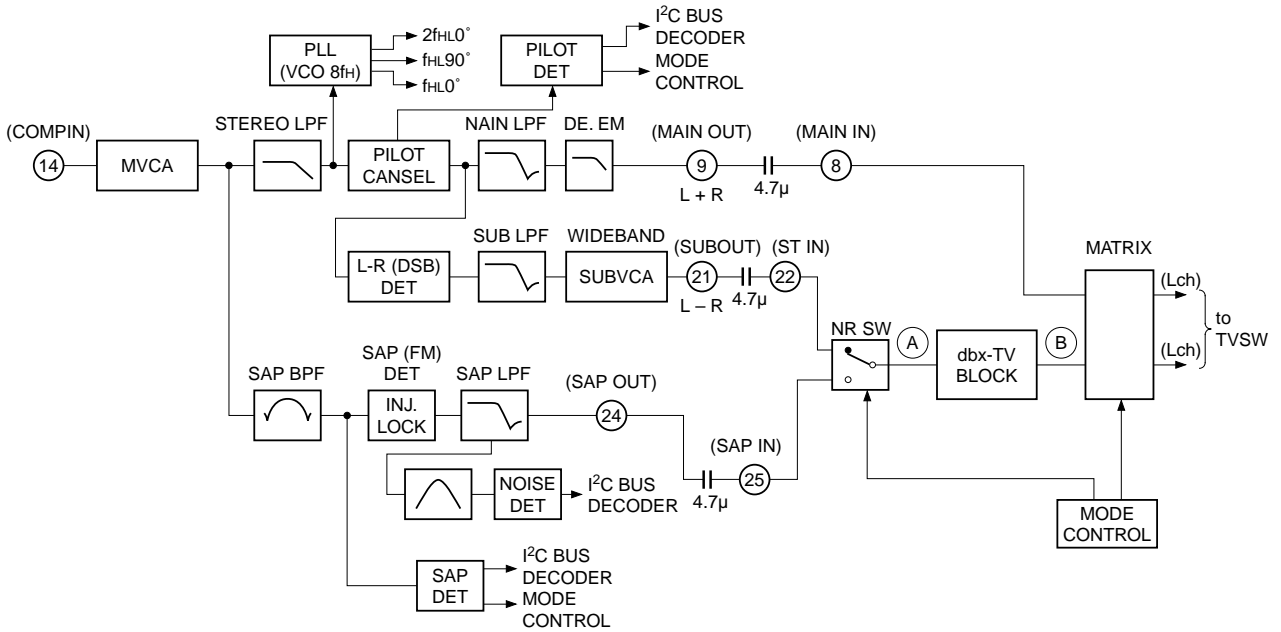 I²C BUS
DECODER
MODE
CONTROL
PLL
(VCO 8fH)
2fHL0°
fHL90°
fHL0°
PILOT
DET
(COMPIN)
STEREO LPF
NAIN LPF
DE. EM
(MAIN OUT)
(MAIN IN)
14
MVCA
PILOT
CANSEL
9
4.7μ
8
L + R
SUB LPF
WIDEBAND
(SUBOUT)
(ST IN)
MATRIX
L-R (DSB)
DET
SUBVCA
21
4.7μ
22
L – R
(Lch)
(Lch)
to
TVSW
NR SW
A
dbx-TV
BLOCK
B
SAP BPF
SAP (FM)
DET
SAP LPF
(SAP OUT)
INJ.
LOCK
24
(SAP IN)
4.7μ
25
NOISE
DET
I²C BUS
DECODER
MODE
CONTROL
SAP
DET
I²C BUS
DECODER
MODE
CONTROL